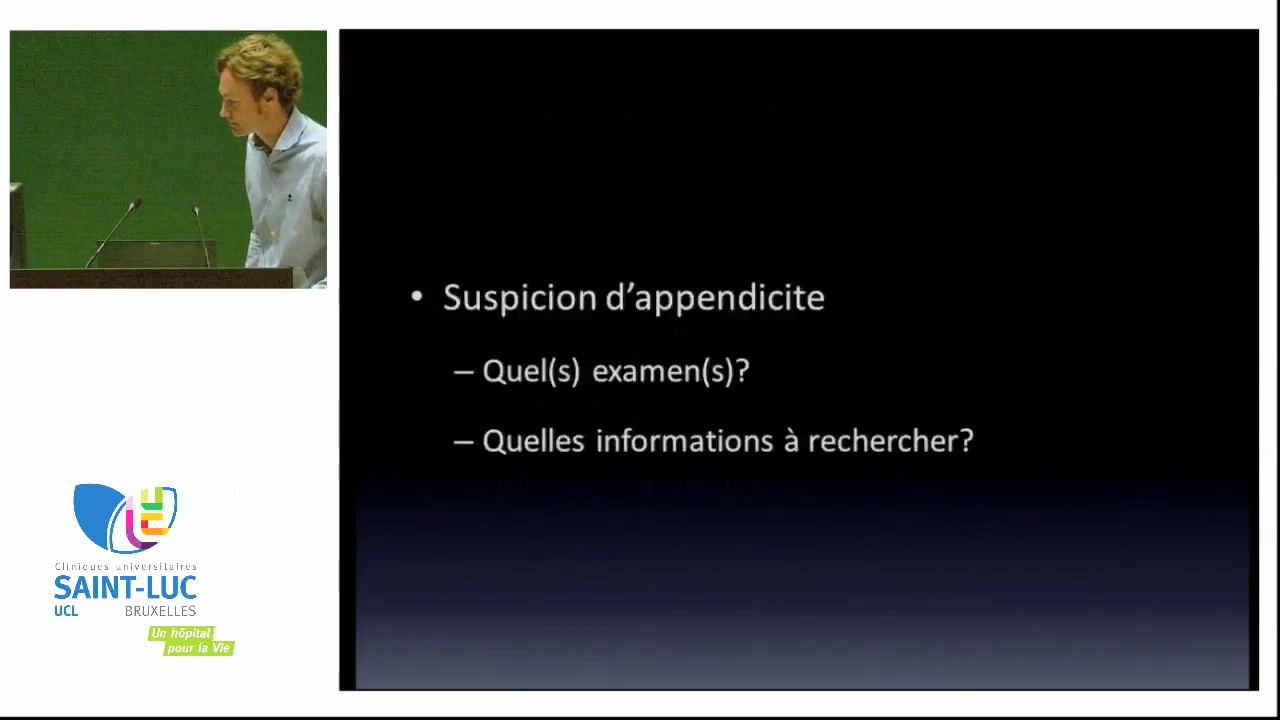 • Suspicion d’appendicite
– Quel(s) examen(s)?
– Quelles informations à rechercher?
Cliniques universitaires
SAINT-LUC
UCL BRUXELLES
Un hôpital
pour la Vie